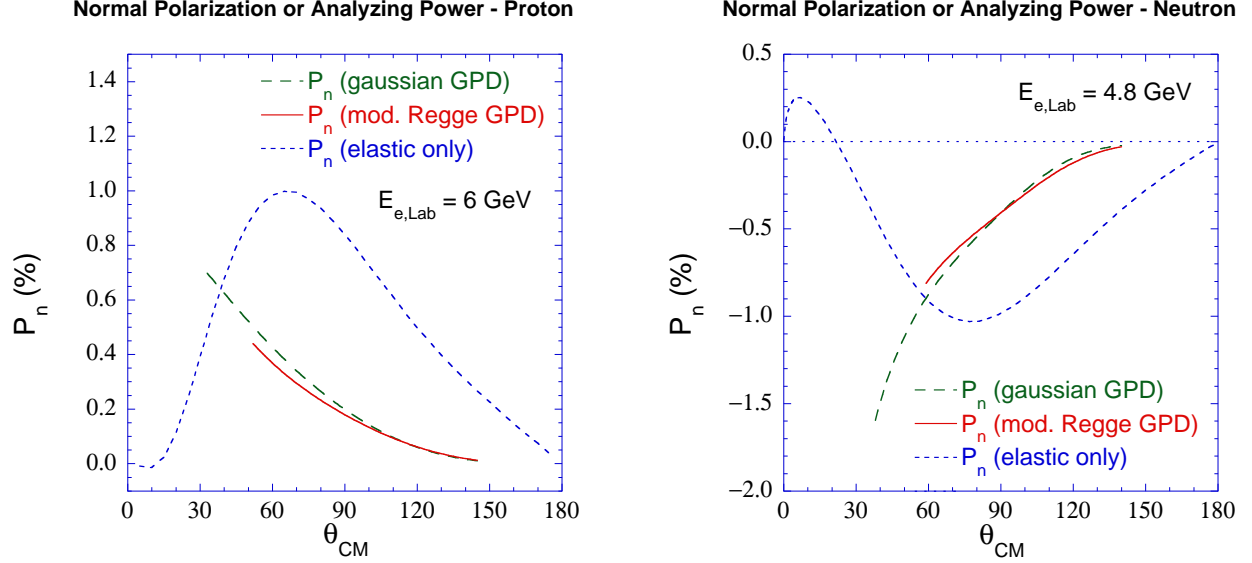 Normal Polarization or Analyzing Power - Proton
1.4
1.2
1.0
0.8
0.6
0.4
0.2
0.0
P_n (%)
P_n (gaussian GPD)
P_n (mod. Regge GPD)
P_n (elastic only)
E_e,Lab = 6 GeV
0 30 60 90 120 150 180
θ_CM
Normal Polarization or Analyzing Power - Neutron
0.5
0.0
−0.5
−1.0
−1.5
−2.0
P_n (%)
E_e,Lab = 4.8 GeV
P_n (gaussian GPD)
P_n (mod. Regge GPD)
P_n (elastic only)
0 30 60 90 120 150 180
θ_CM